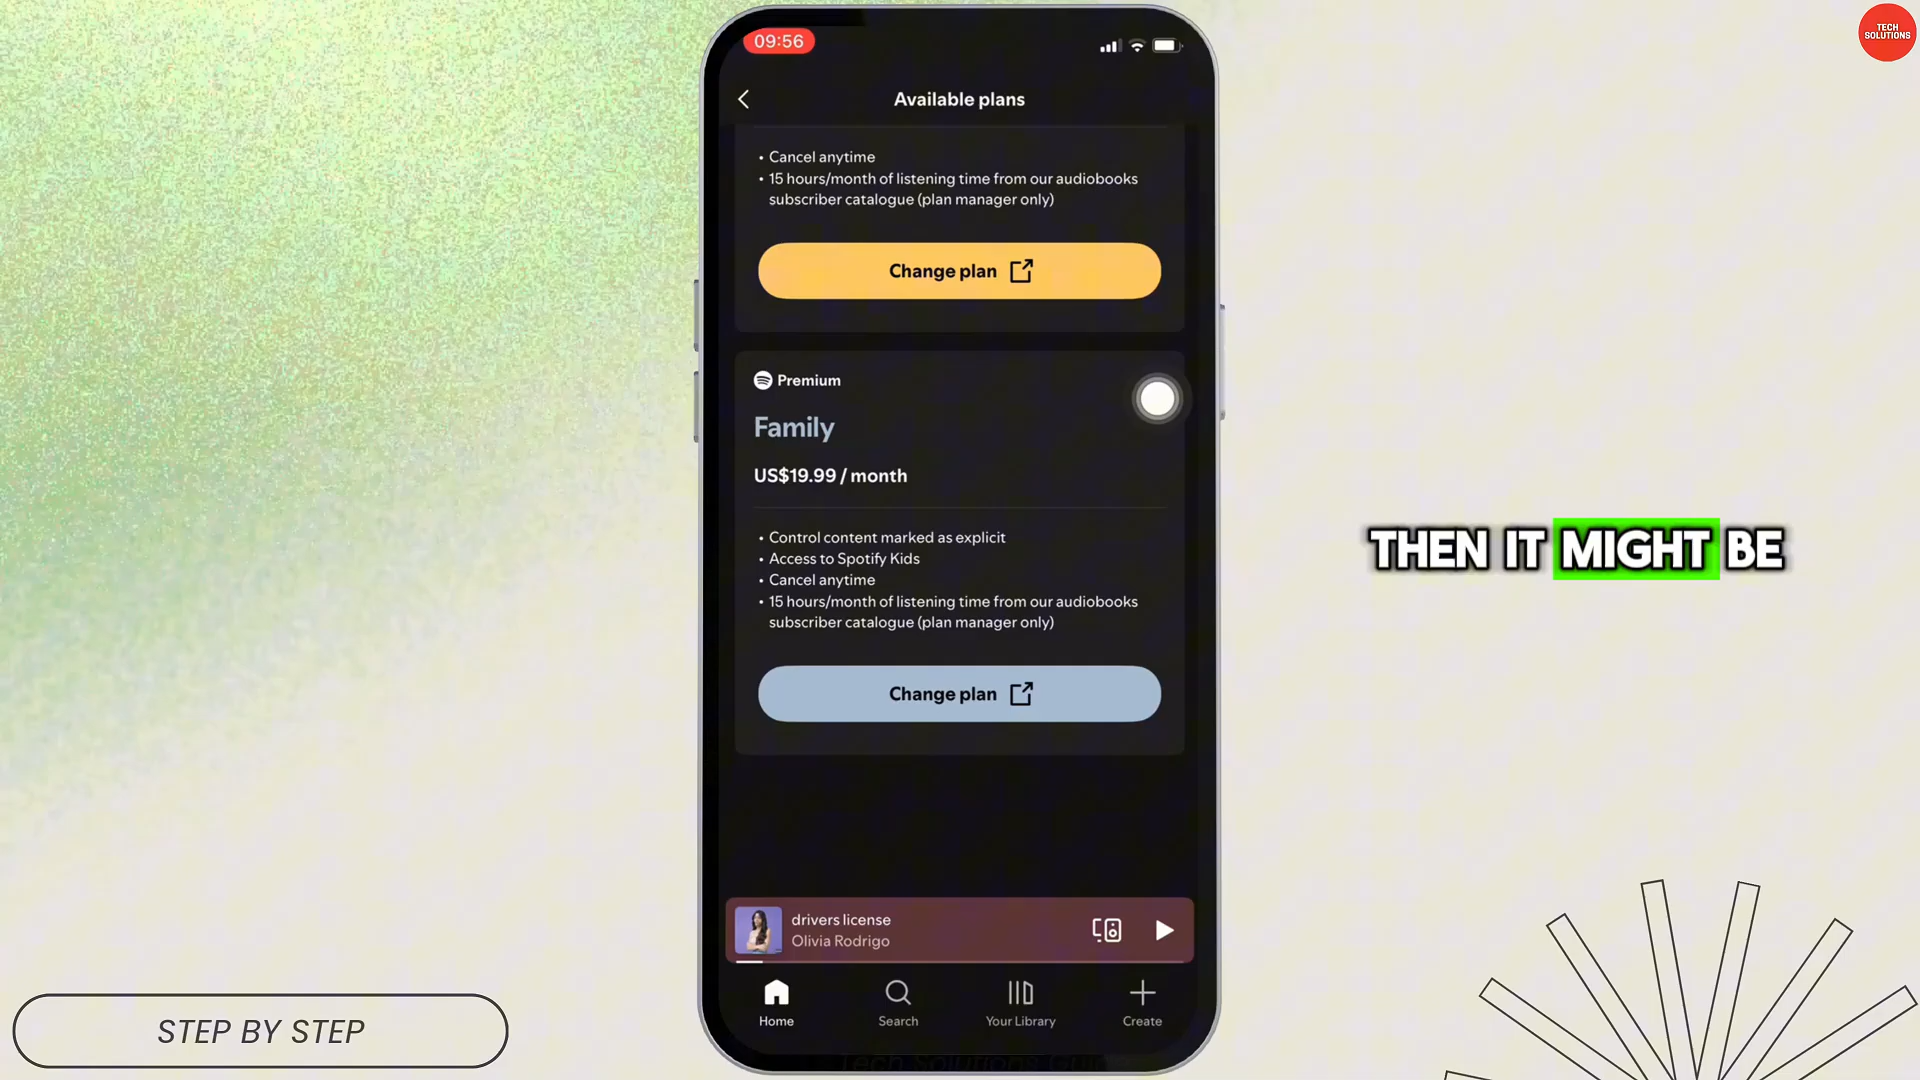 TECH
SOLUTIONS
09:56
Available plans
• Cancel anytime
• 15 hours/month of listening time from our audiobooks
subscriber catalogue (plan manager only)
Change plan
Premium
Family
US$19.99 / month
• Control content marked as explicit
• Access to Spotify Kids
• Cancel anytime
• 15 hours/month of listening time from our audiobooks
subscriber catalogue (plan manager only)
Change plan
THEN IT MIGHT BE
drivers license
Olivia Rodrigo
Home
Search
Your Library
Create
STEP BY STEP